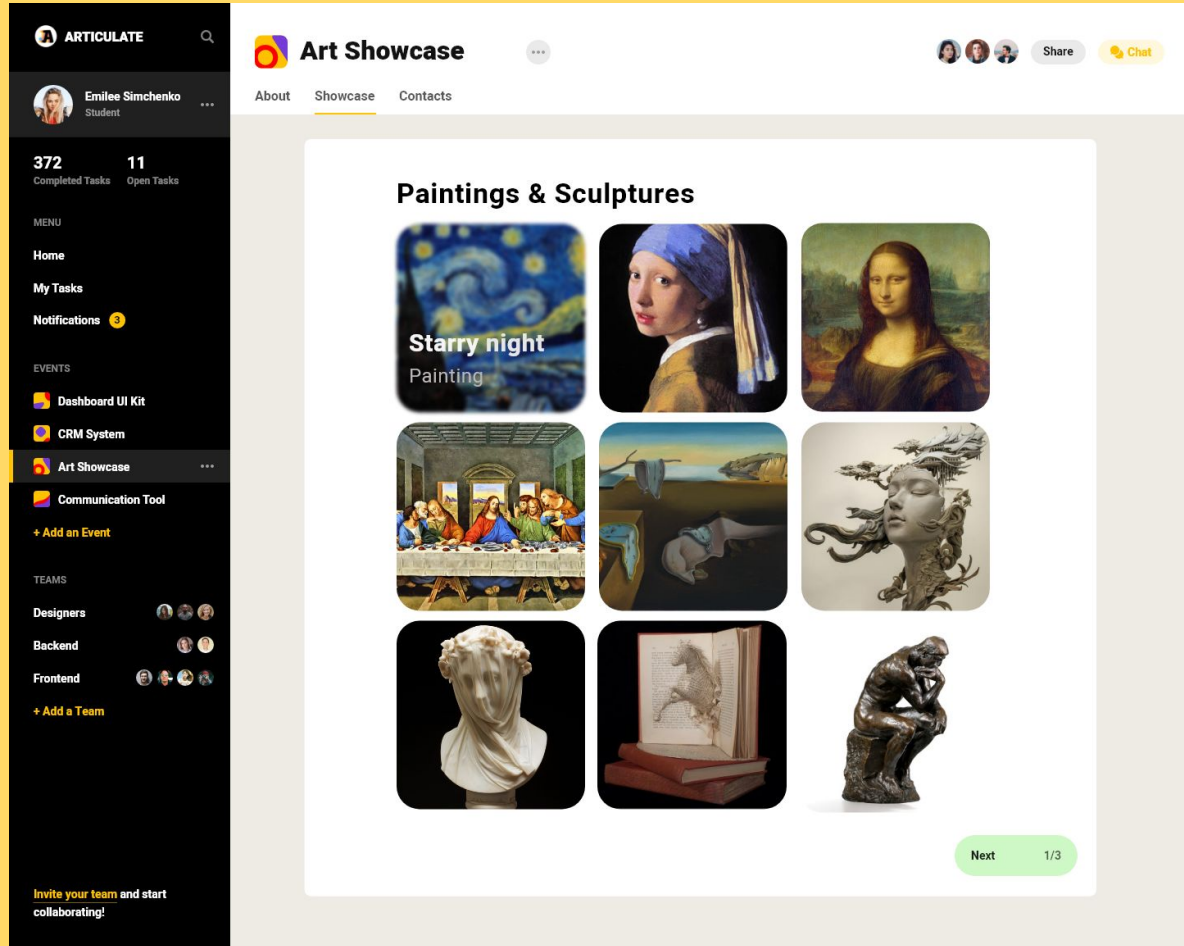 ARTICULATE
Emilee Simchenko
Student
372
Completed Tasks
11
Open Tasks
MENU
Home
My Tasks
Notifications 3
EVENTS
Dashboard UI Kit
CRM System
Art Showcase
Communication Tool
+ Add an Event
TEAMS
Designers
Backend
Frontend
+ Add a Team
Invite your team and start
collaborating!
Art Showcase
Share
Chat
About
Showcase
Contacts
Paintings & Sculptures
Starry night
Painting
Next 1/3